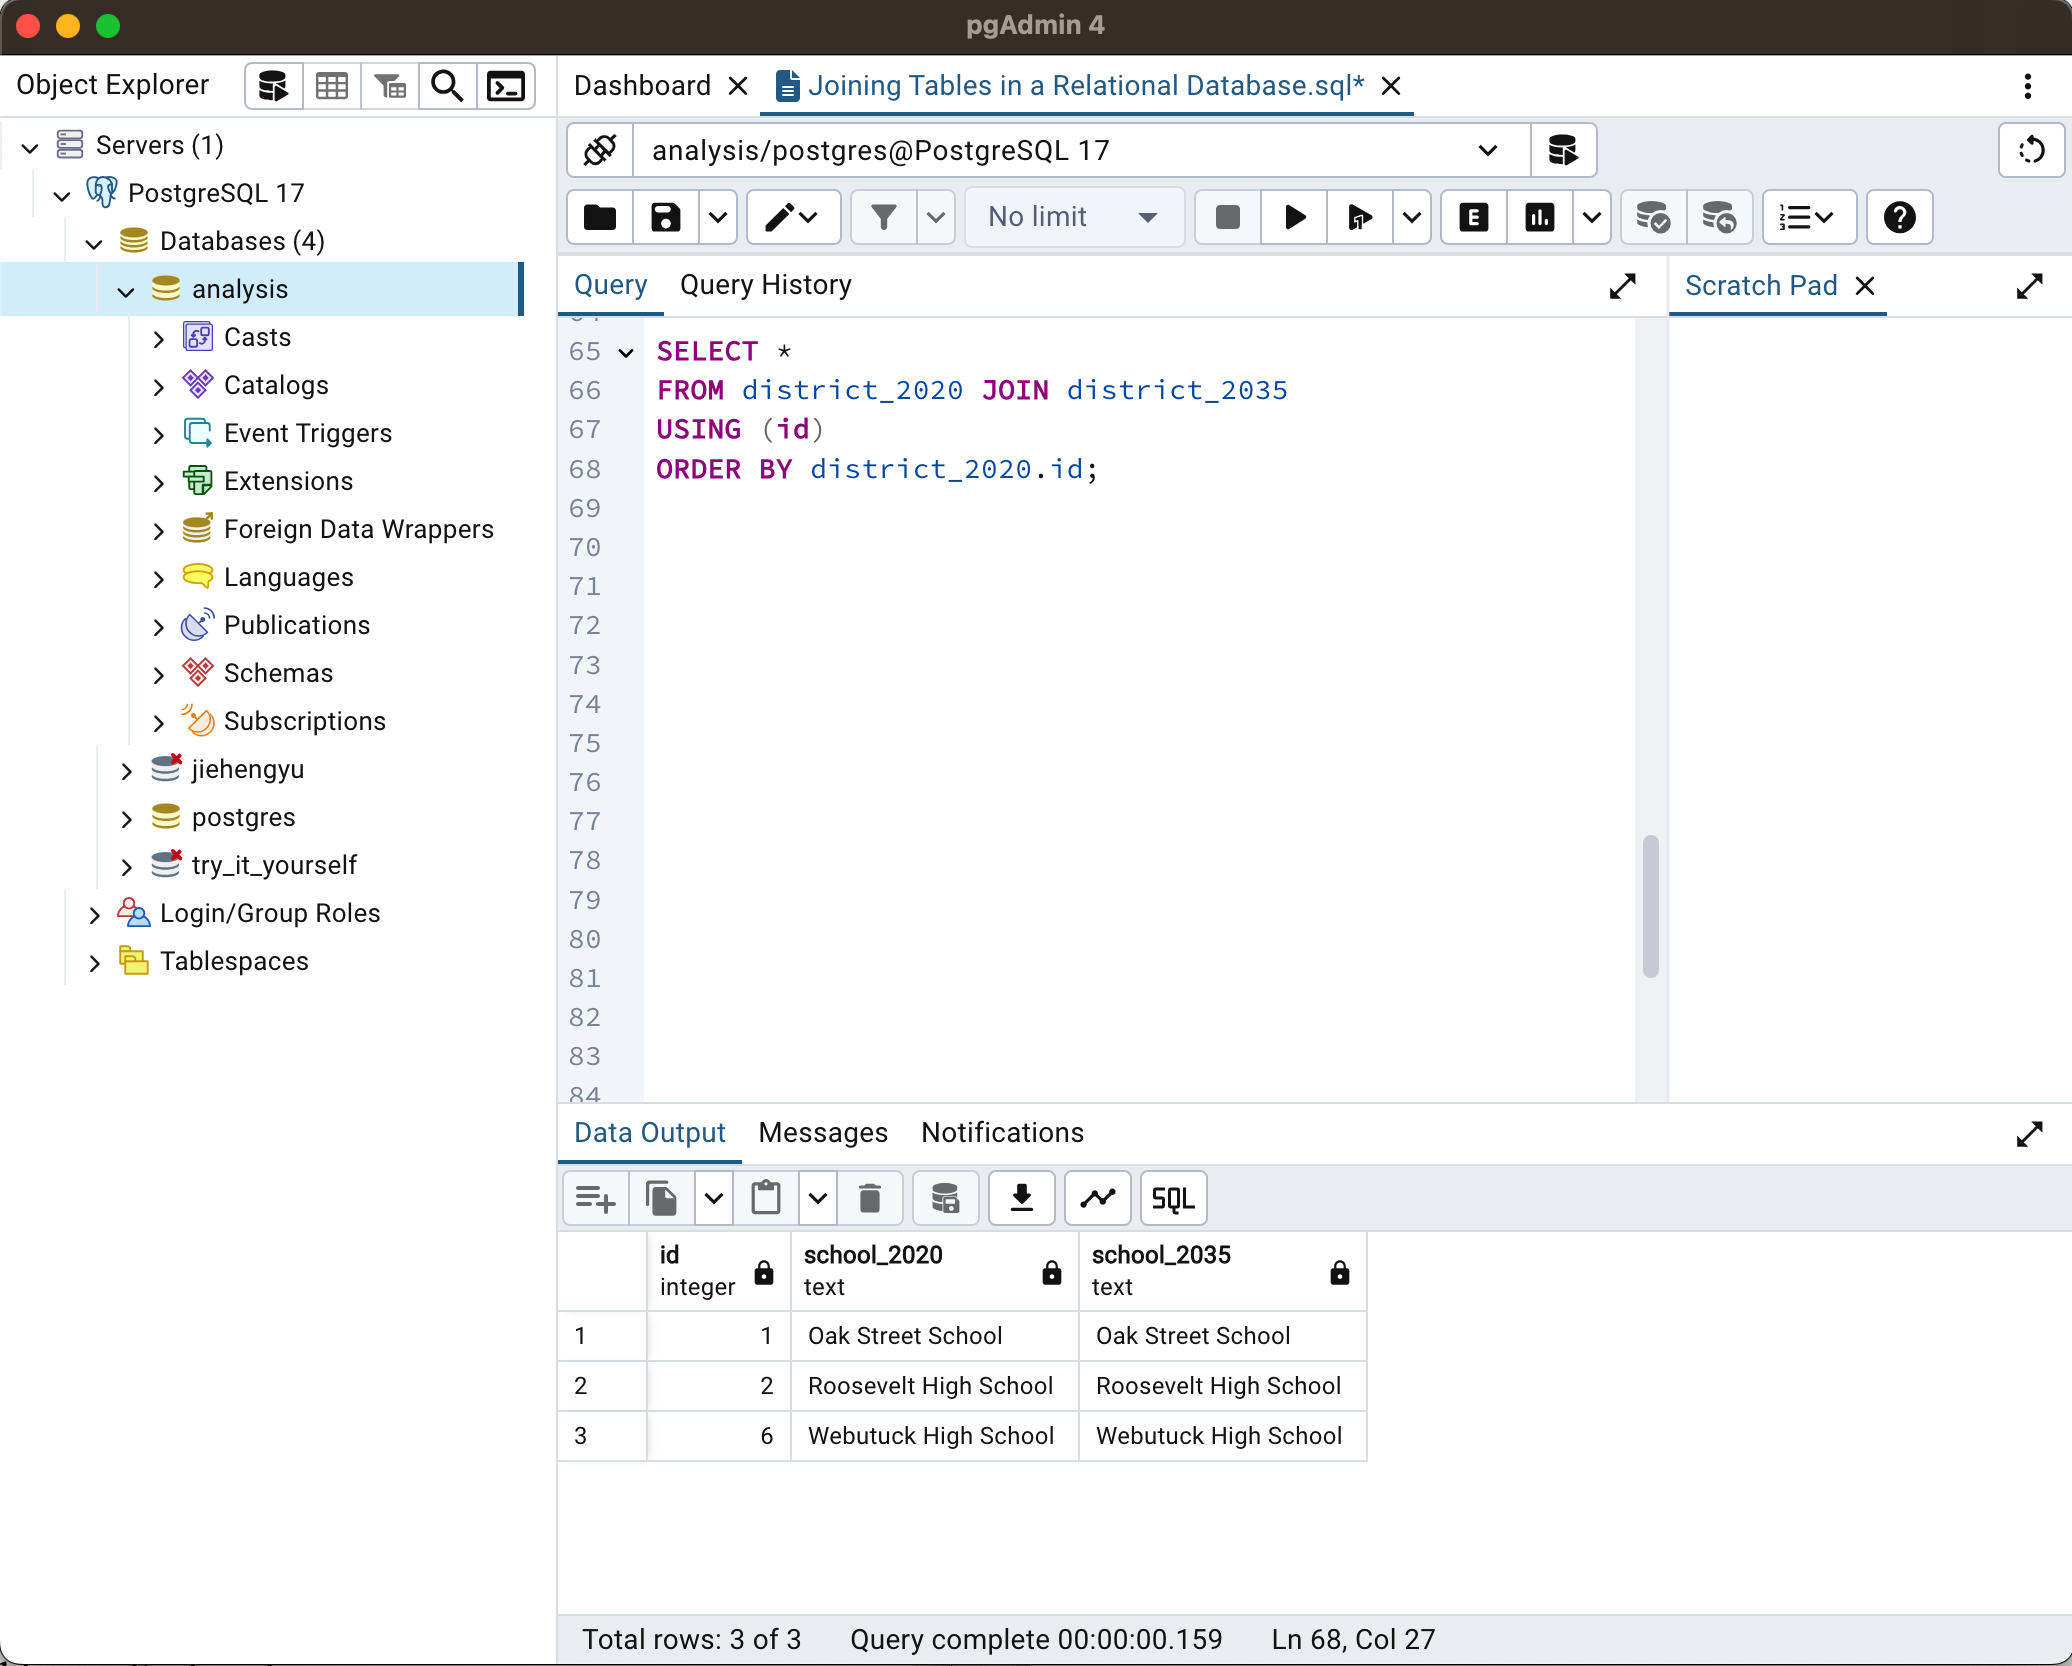 pgAdmin 4
Object Explorer
Dashboard
Joining Tables in a Relational Database.sql*
Servers (1)
PostgreSQL 17
Databases (4)
analysis
Casts
Catalogs
Event Triggers
Extensions
Foreign Data Wrappers
Languages
Publications
Schemas
Subscriptions
jiehengyu
postgres
try_it_yourself
Login/Group Roles
Tablespaces
analysis/postgres@PostgreSQL 17
No limit
E
Query
Query History
Scratch Pad
65 SELECT *
66 FROM district_2020 JOIN district_2035
67 USING (id)
68 ORDER BY district_2020.id;
69
70
71
72
73
74
75
76
77
78
79
80
81
82
83
84
Data Output
Messages
Notifications
SQL
id
integer
school_2020
text
school_2035
text
1 1 Oak Street School Oak Street School
2 2 Roosevelt High School Roosevelt High School
3 6 Webutuck High School Webutuck High School
Total rows: 3 of 3
Query complete 00:00:00.159
Ln 68, Col 27